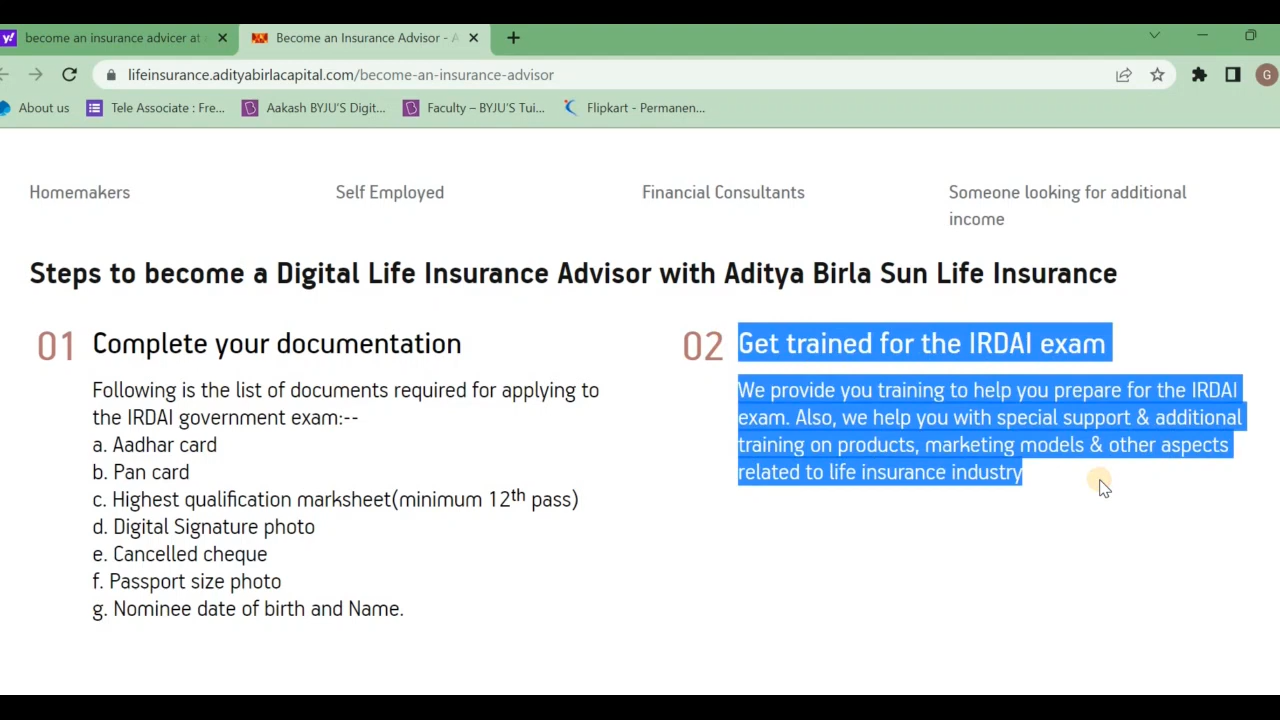 become an insurance advicer at
Become an Insurance Advisor - A
lifeinsurance.adityabirlacapital.com/become-an-insurance-advisor
G
About us
Tele Associate : Fre...
Aakash BYJU'S Digit...
Faculty – BYJU'S Tui...
Flipkart - Permanen...
Homemakers
Self Employed
Financial Consultants
Someone looking for additional
income
Steps to become a Digital Life Insurance Advisor with Aditya Birla Sun Life Insurance
01 Complete your documentation
Following is the list of documents required for applying to
the IRDAI government exam:--
a. Aadhar card
b. Pan card
c. Highest qualification marksheet(minimum 12th pass)
d. Digital Signature photo
e. Cancelled cheque
f. Passport size photo
g. Nominee date of birth and Name.
02 Get trained for the IRDAI exam
We provide you training to help you prepare for the IRDAI
exam. Also, we help you with special support & additional
training on products, marketing models & other aspects
related to life insurance industry